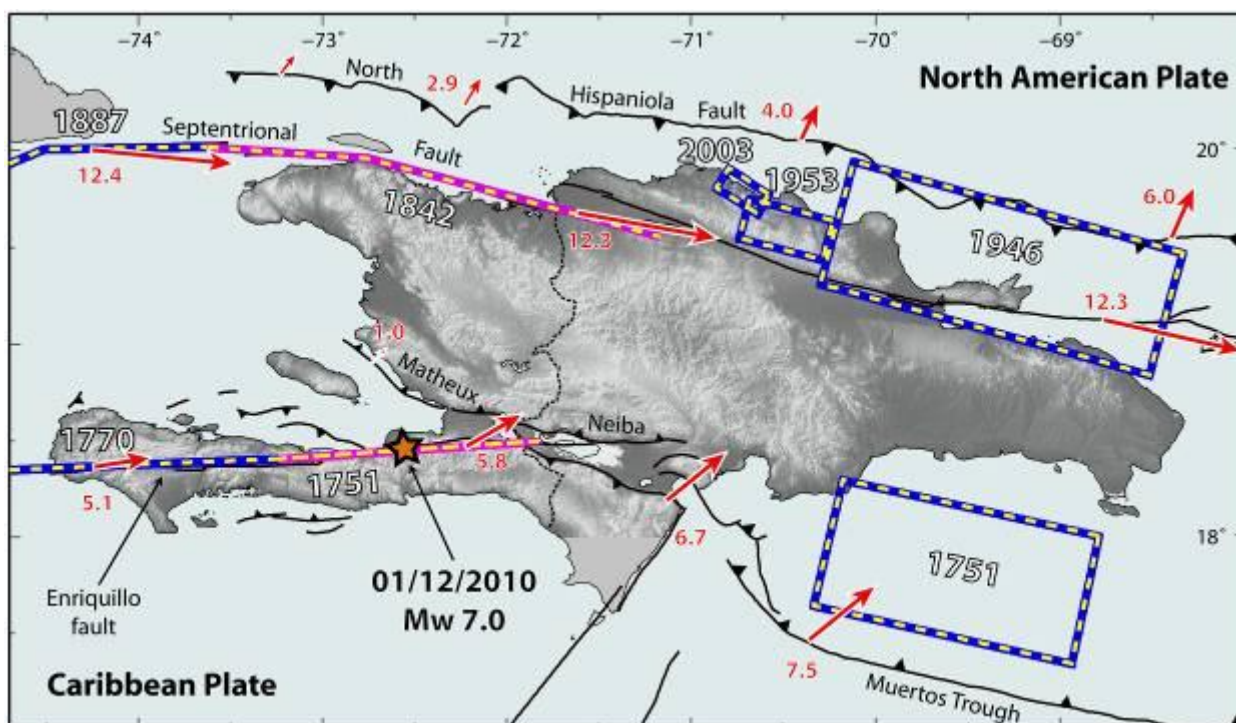 −74˚ −73˚ −72˚ −71˚ −70˚ −69˚
North
2.9
North American Plate
Hispaniola
Fault
4.0
1887
Septentrional
20˚
Fault
2003
12.4
1953
6.0
1842
12.3
1946
12.3
1.0
Matheux
Neiba
1770
5.8
1751
5.1
6.7
18˚
1751
01/12/2010
Mw 7.0
Enriquillo
fault
7.5
Caribbean Plate
Muertos Trough